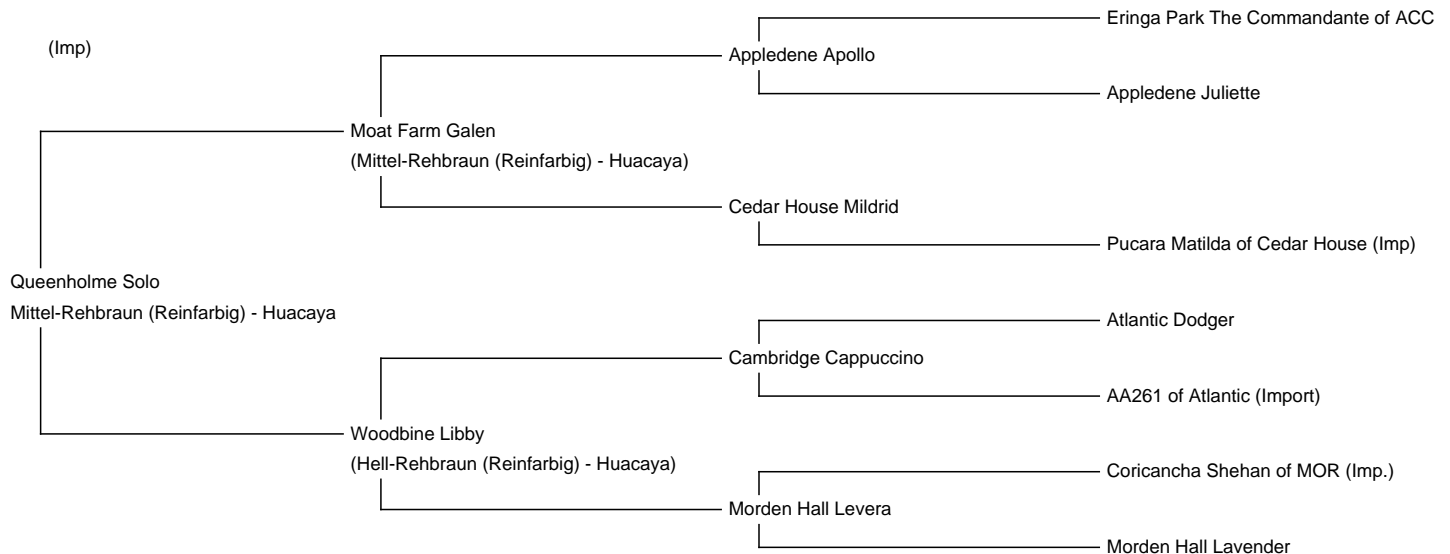 Eringa Park The Commandante of ACC
(Imp)
Appledene Apollo
Appledene Juliette
Moat Farm Galen
(Mittel-Rehbraun (Reinfarbig) - Huacaya)
Cedar House Mildrid
Pucara Matilda of Cedar House (Imp)
Queenholme Solo
Mittel-Rehbraun (Reinfarbig) - Huacaya
Atlantic Dodger
Cambridge Cappuccino
AA261 of Atlantic (Import)
Woodbine Libby
(Hell-Rehbraun (Reinfarbig) - Huacaya)
Coricancha Shehan of MOR (Imp.)
Morden Hall Levera
Morden Hall Lavender